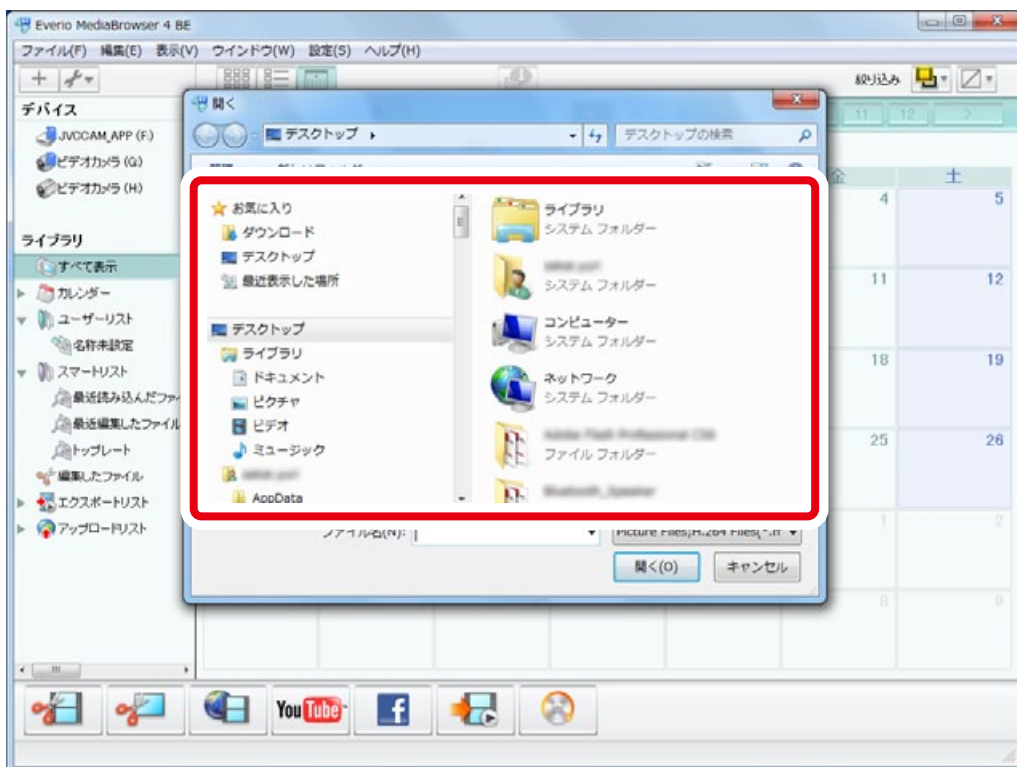 Everio MediaBrowser 4 BE
ファイル(F) 編集(E) 表示(V) ウインドウ(W) 設定(S) ヘルプ(H)
絞り込み
デバイス
JVCCAM_APP (F:)
ビデオカメラ (G)
ビデオカメラ (H)
ライブラリ
すべて表示
カレンダー
ユーザーリスト
名称未設定
スマートリスト
最近読み込んだファ
最近編集したファイル
トップレート
編集したファイル
エクスポートリスト
アップロードリスト
開く
デスクトップ
デスクトップの検索
お気に入り
ダウンロード
デスクトップ
最近表示した場所
デスクトップ
ライブラリ
ドキュメント
ピクチャ
ビデオ
ミュージック
AppData
ライブラリ
システム フォルダー
システム フォルダー
コンピューター
システム フォルダー
ネットワーク
システム フォルダー
ファイル フォルダー
ファイル名(N):
Picture Files;H.264 Files(*.m
開く(O) キャンセル
11 12
金 土
4 5
11 12
18 19
25 26
1 2
8 9
YouTube
f